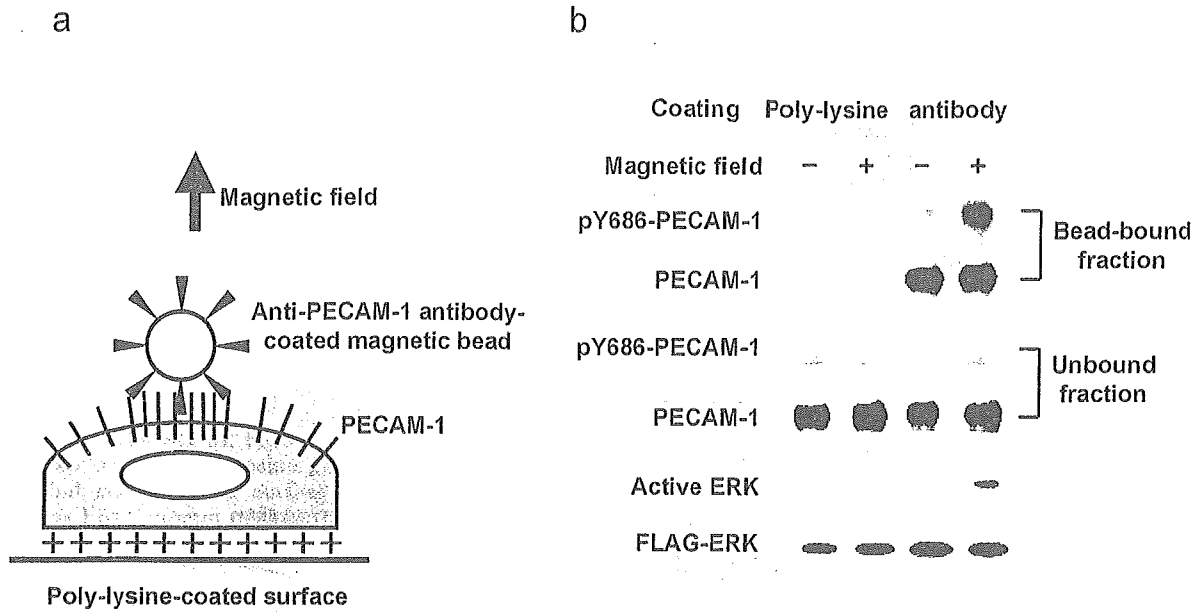 a
Magnetic field
Anti-PECAM-1 antibody-
coated magnetic bead
PECAM-1
Poly-lysine-coated surface
b
Coating Poly-lysine antibody
Magnetic field − + − +
pY686-PECAM-1
PECAM-1
Bead-bound
fraction
pY686-PECAM-1
PECAM-1
Unbound
fraction
Active ERK
FLAG-ERK